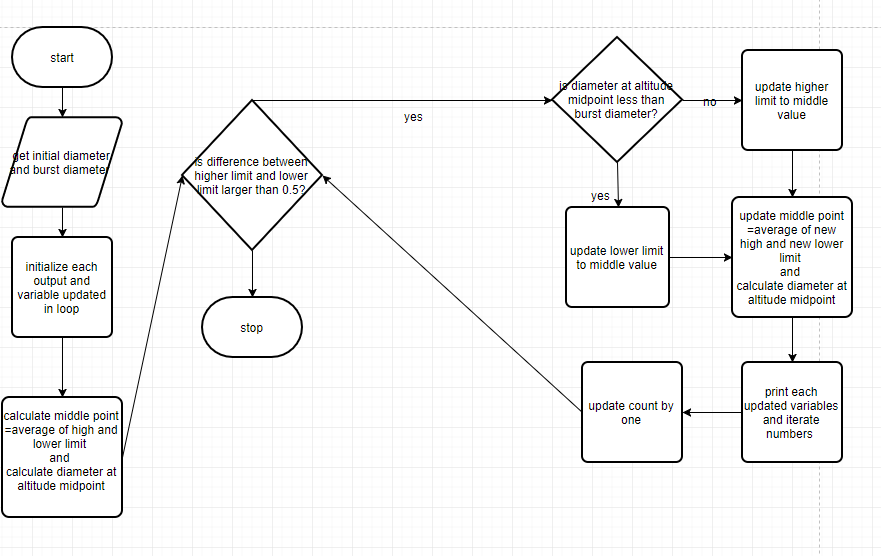 start
get initial diameter
and burst diameter
initialize each
output and
variable updated
in loop
calculate middle point
=average of high and
lower limit
and
calculate diameter at
altitude midpoint
is difference between
higher limit and lower
limit larger than 0.5?
stop
yes
is diameter at altitude
midpoint less than
burst diameter?
no
yes
update higher
limit to middle
value
update lower limit
to middle value
update middle point
=average of new
high and new lower
limit
and
calculate diameter at
altitude midpoint
print each
updated variables
and iterate
numbers
update count by
one